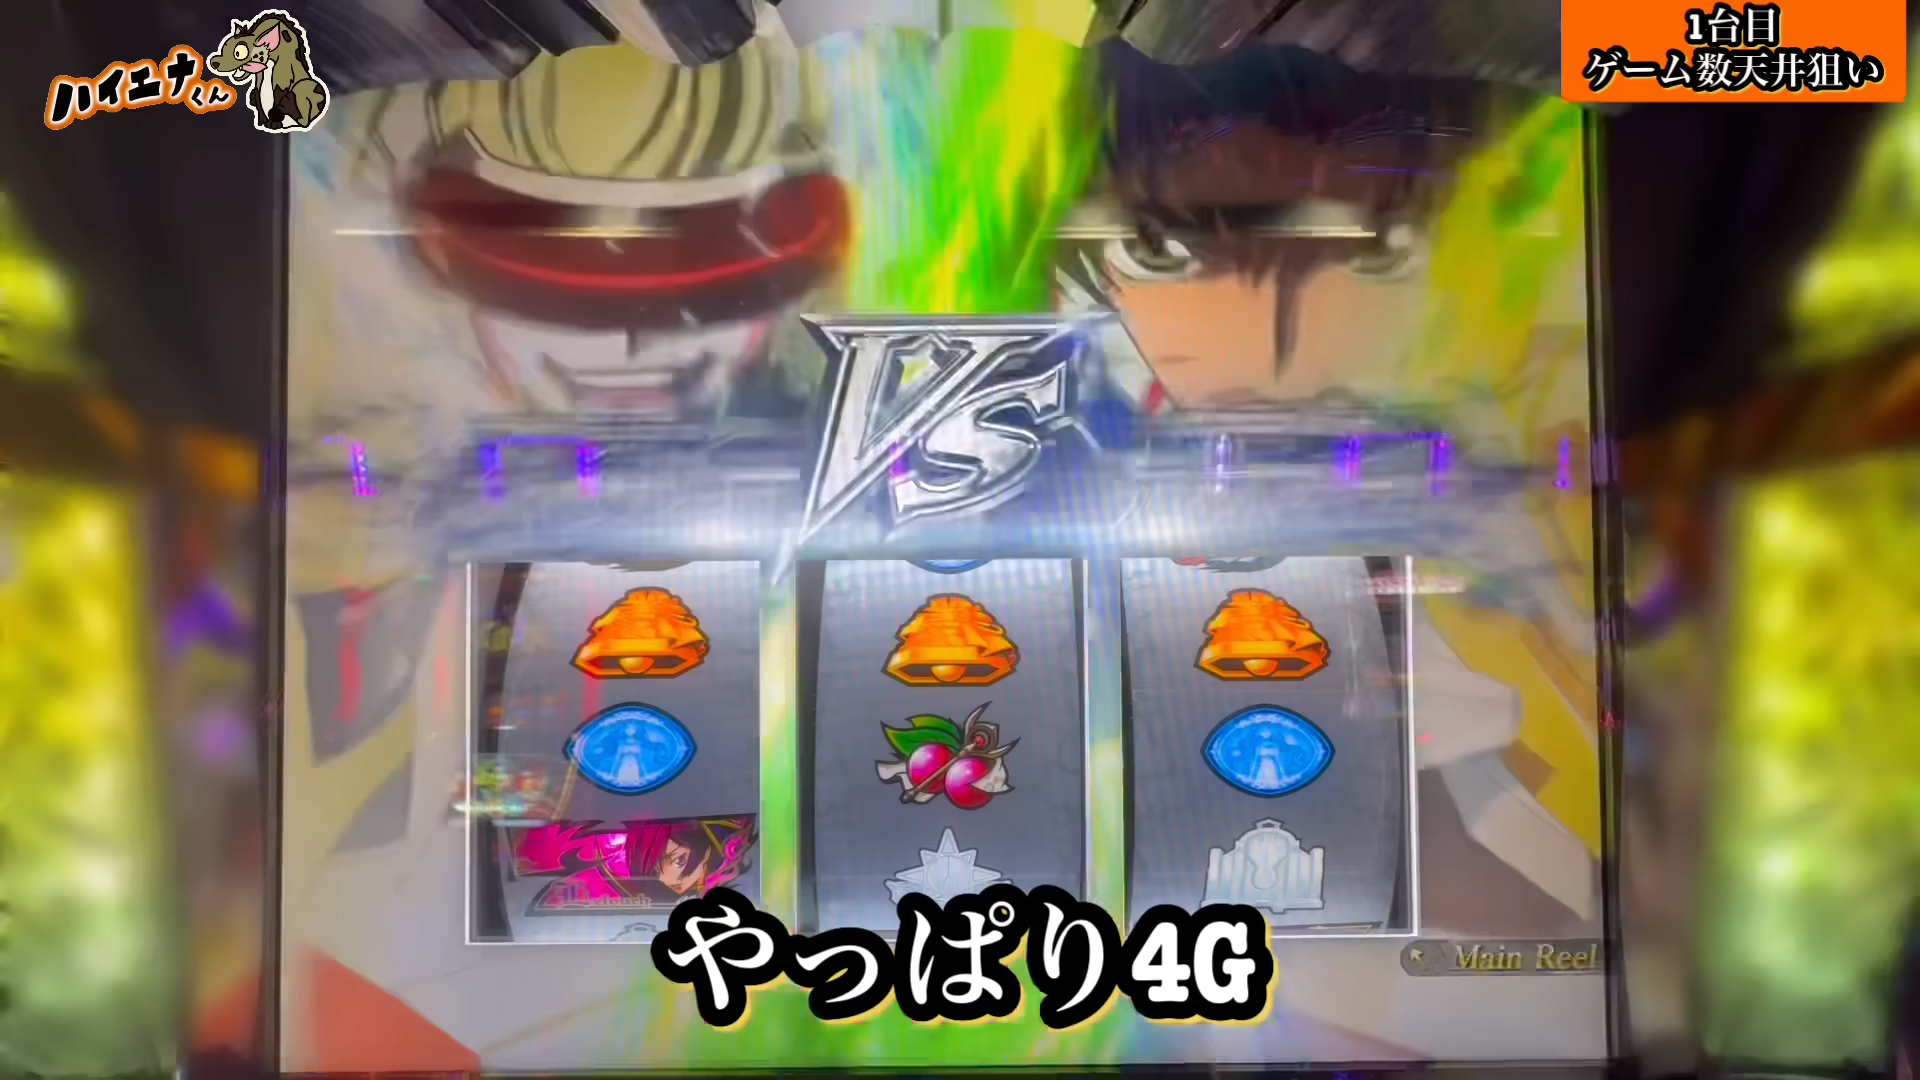 ハイエナくん
1台目
ゲーム数天井狙い
VS
Main Reel
やっぱり4G